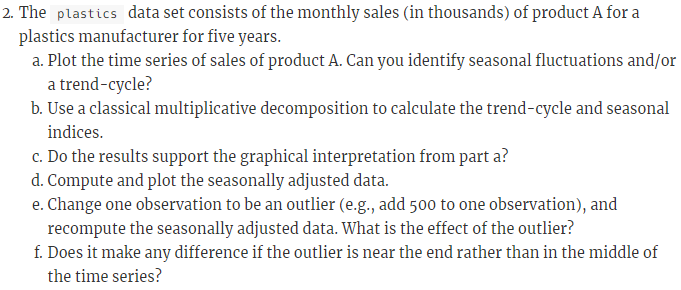 2. The plastics data set consists of the monthly sales (in thousands) of product A for a
plastics manufacturer for five years.
a. Plot the time series of sales of product A. Can you identify seasonal fluctuations and/or
a trend-cycle?
b. Use a classical multiplicative decomposition to calculate the trend-cycle and seasonal
indices.
c. Do the results support the graphical interpretation from part a?
d. Compute and plot the seasonally adjusted data.
e. Change one observation to be an outlier (e.g., add 500 to one observation), and
recompute the seasonally adjusted data. What is the effect of the outlier?
f. Does it make any difference if the outlier is near the end rather than in the middle of
the time series?